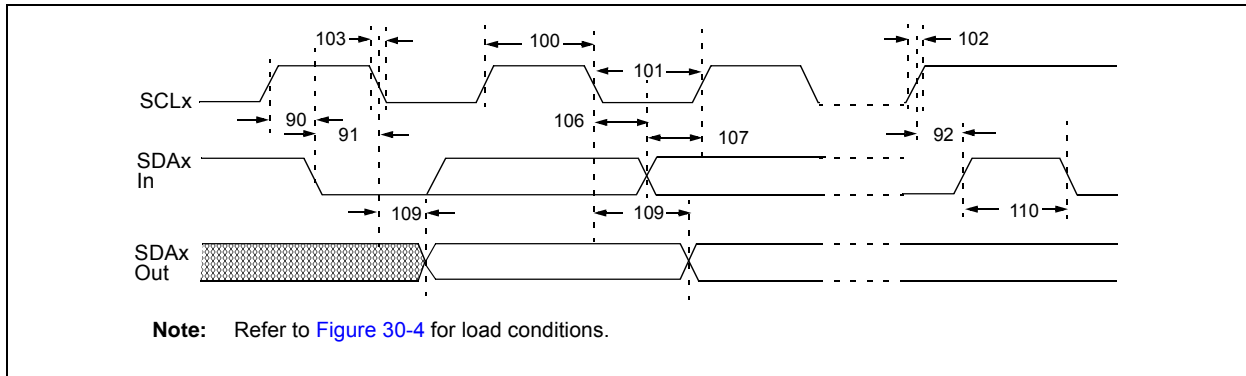 103 100 102
101
SCLx
90 106 107
91 92
SDAx
In
109 109 110
SDAx
Out
Note: Refer to Figure 30-4 for load conditions.